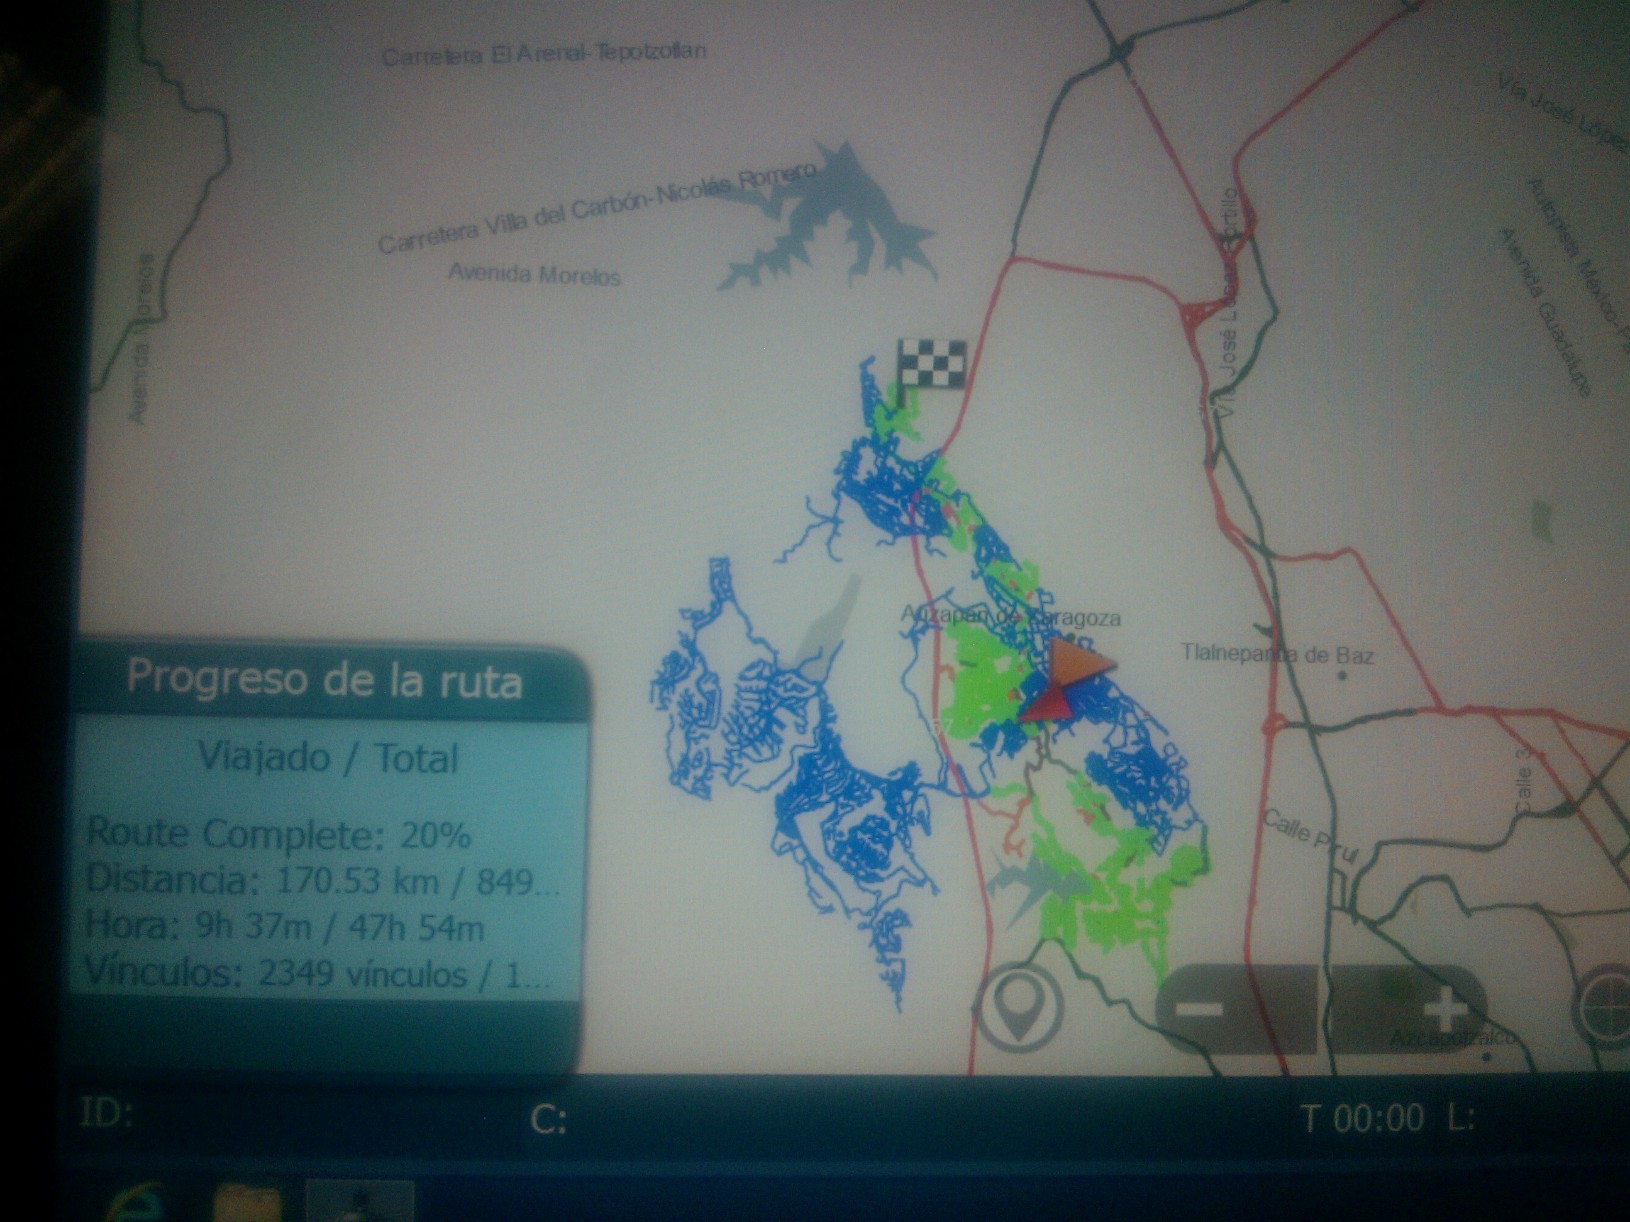 Carretera El Arenal-Tepotzotlan
Carretera Villa del Carbón-Nicolás Romero
Avenida Morelos
Avenida Morelos
Vía José López Portillo
Vía José López
Autopista México-
Avenida Guadalupe
Atizapán de Zaragoza
Tlalnepantla de Baz
Calle 3
Calle Pirul
Azcapotzalco
Progreso de la ruta
Viajado / Total
Route Complete: 20%
Distancia: 170.53 km / 849...
Hora: 9h 37m / 47h 54m
Vínculos: 2349 vínculos / 1...
ID:
C:
T 00:00 L: